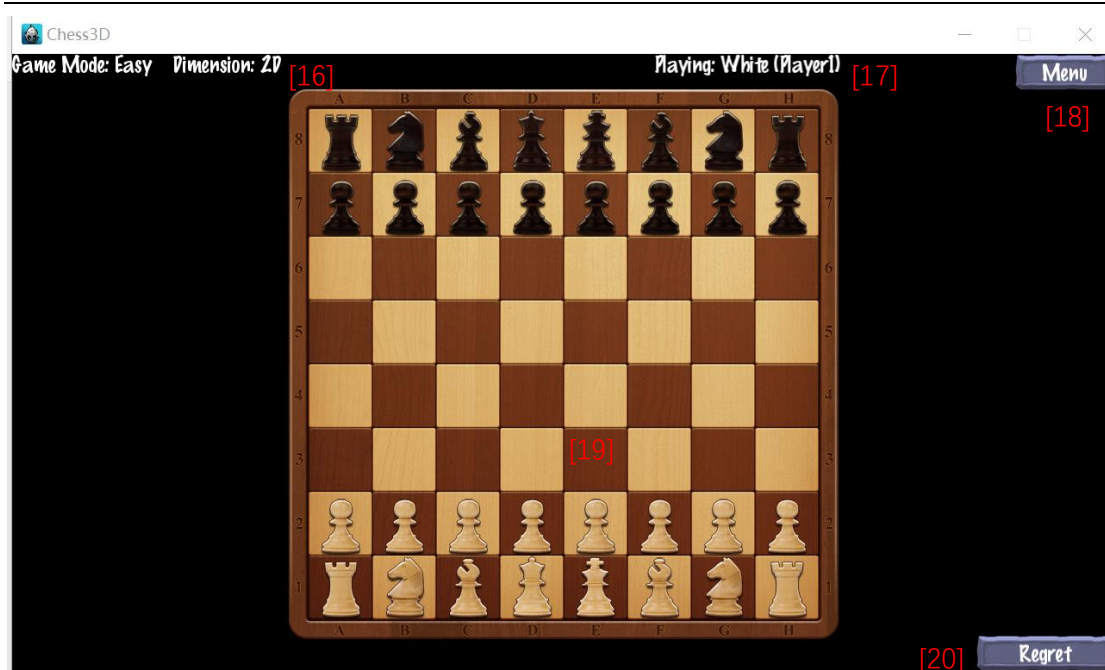 Chess3D
Game Mode: Easy Dimension: 2D [16] Playing: White (Player1) [17] Menu
[18]
A B C D E F G H
8 8
7 7
6 6
5 5
4 4
[19]
3 3
2 2
1 1
A B C D E F G H
[20] Regret